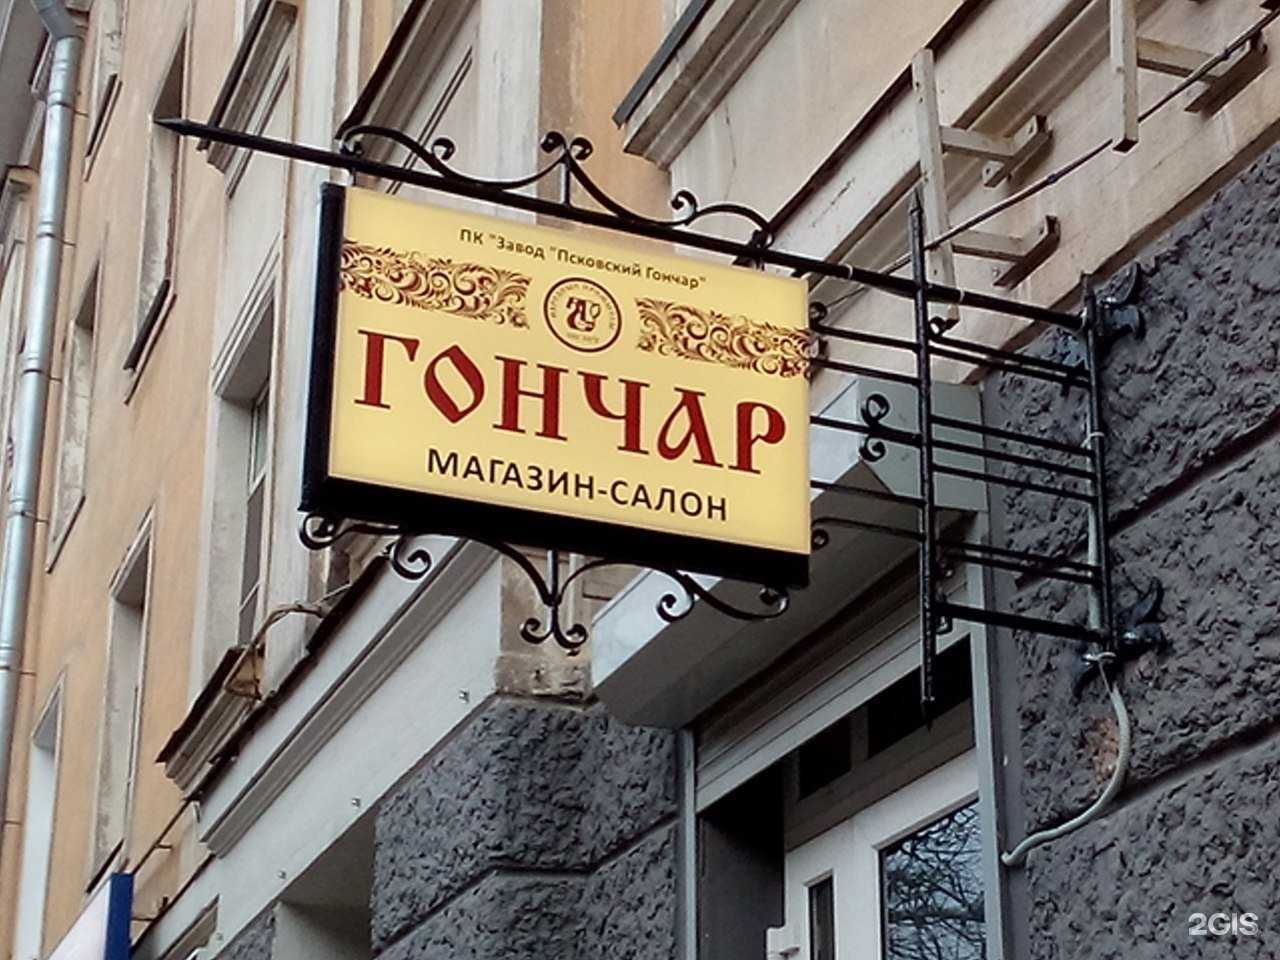 ПК "Завод "Псковский Гончар"
ГОНЧАР
МАГАЗИН-САЛОН
2GIS